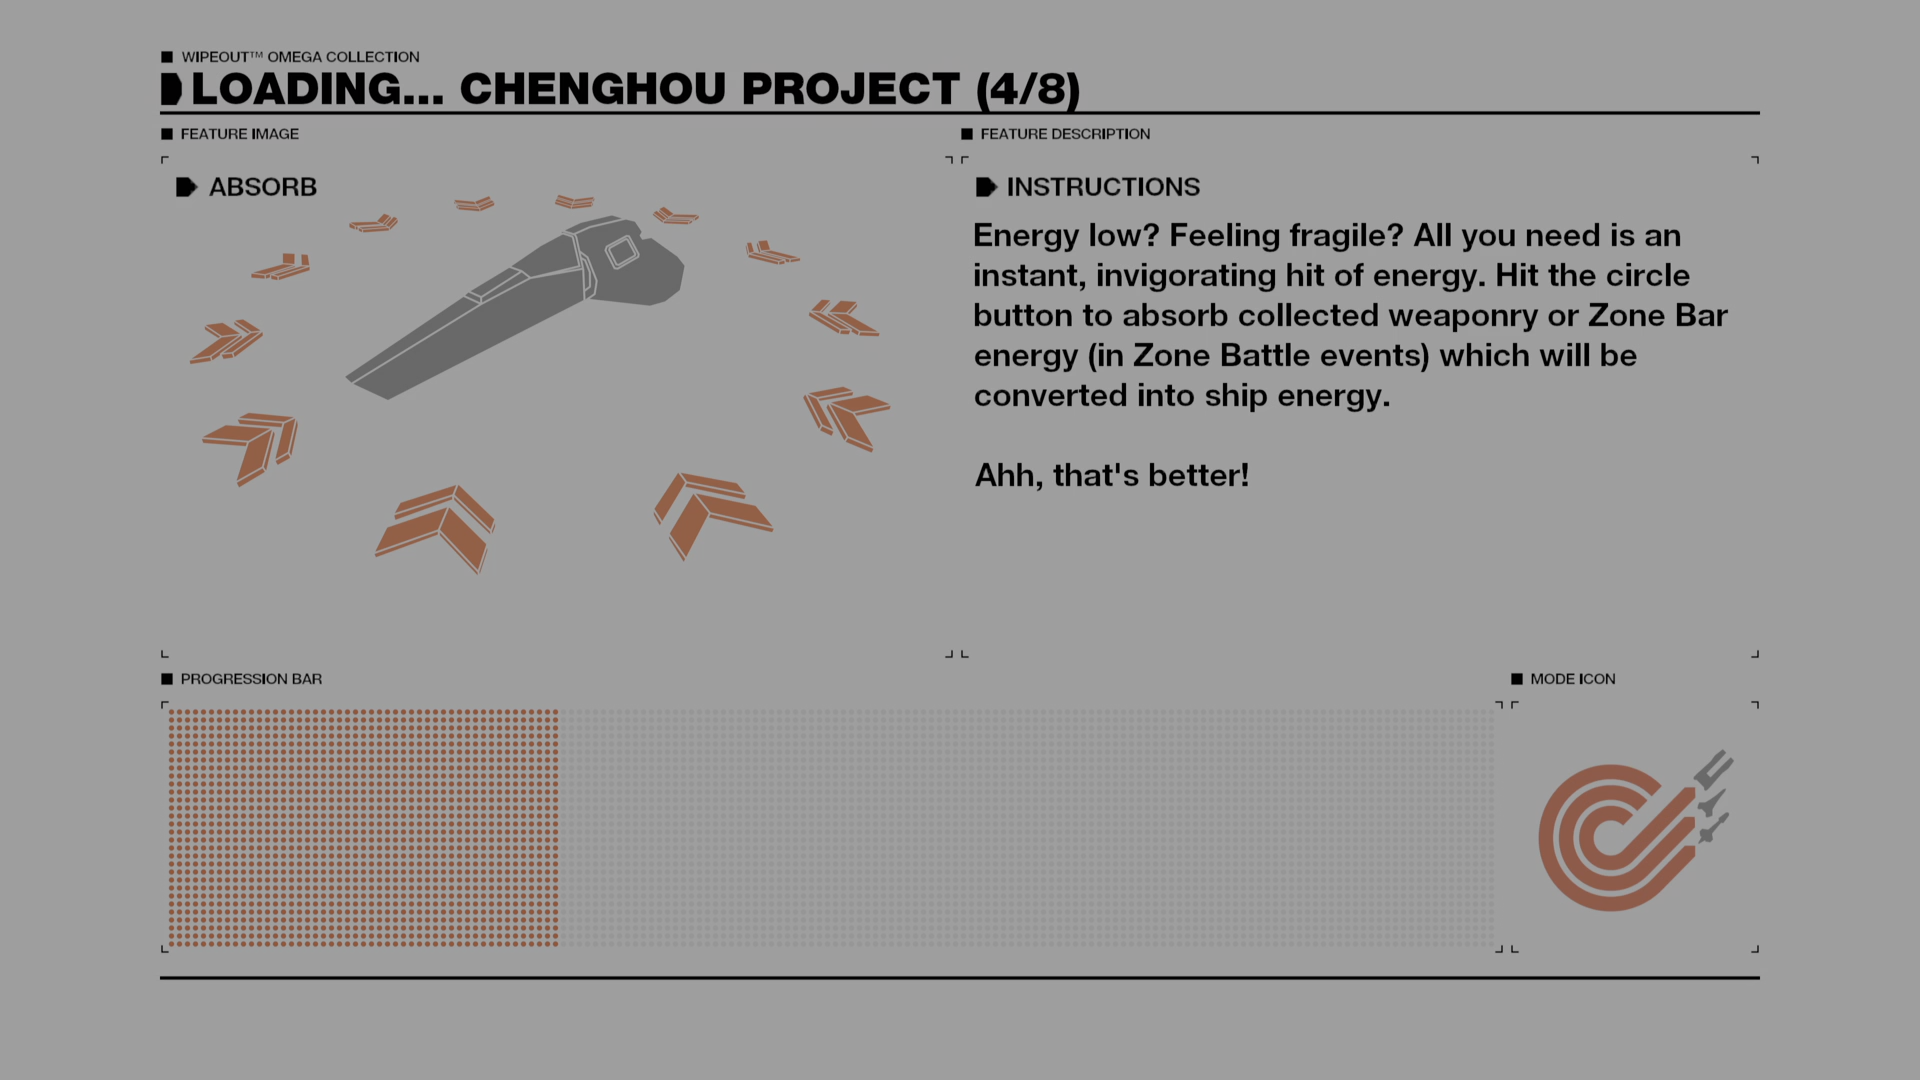 WIPEOUT™ OMEGA COLLECTION
LOADING... CHENGHOU PROJECT (4/8)
FEATURE IMAGE
FEATURE DESCRIPTION
ABSORB
INSTRUCTIONS
Energy low? Feeling fragile? All you need is an
instant, invigorating hit of energy. Hit the circle
button to absorb collected weaponry or Zone Bar
energy (in Zone Battle events) which will be
converted into ship energy.
Ahh, that's better!
PROGRESSION BAR
MODE ICON